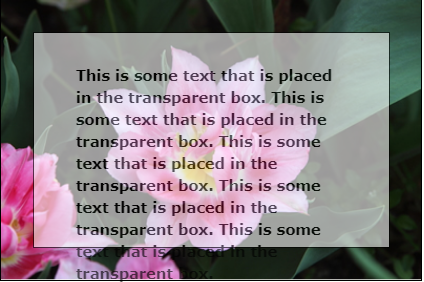 This is some text that is placed
in the transparent box. This is
some text that is placed in the
transparent box. This is some
text that is placed in the
transparent box. This is some
text that is placed in the
transparent box. This is some
text that is placed in the
transparent box.